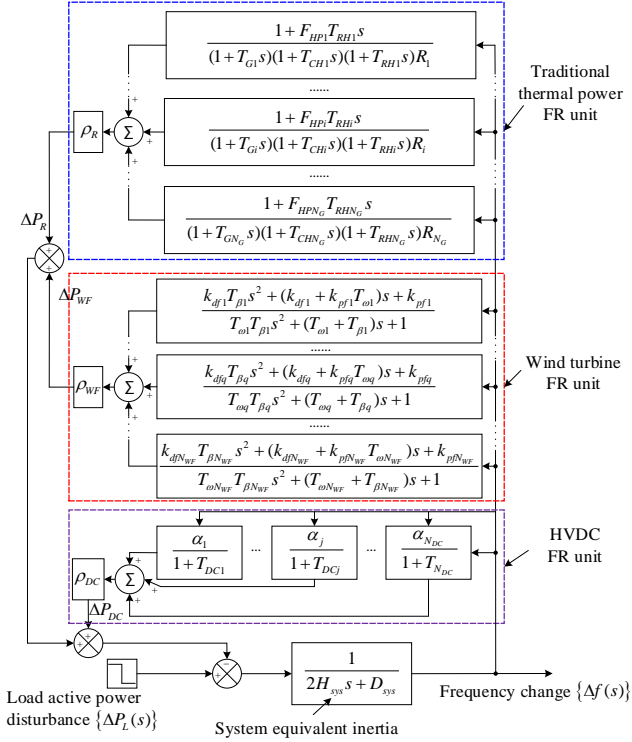 1 + F_{HP1}T_{RH1}s
(1+T_{G1}s)(1+T_{CH1}s)(1+T_{RH1}s)R_1
......
Traditional
thermal power
FR unit
1 + F_{HPi}T_{RHi}s
(1+T_{Gi}s)(1+T_{CHi}s)(1+T_{RHi}s)R_i
ρ_R
Σ
+ + +
......
1 + F_{HPN_G}T_{RHN_G}s
(1+T_{GN_G}s)(1+T_{CHN_G}s)(1+T_{RHN_G}s)R_{N_G}
ΔP_R
+ +
ΔP_{WF}
k_{df1}T_{β1}s^2 + (k_{df1} + k_{pf1}T_{ω1})s + k_{pf1}
T_{ω1}T_{β1}s^2 + (T_{ω1} + T_{β1})s + 1
......
Wind turbine
FR unit
k_{dfq}T_{βq}s^2 + (k_{dfq} + k_{pfq}T_{ωq})s + k_{pfq}
T_{ωq}T_{βq}s^2 + (T_{ωq} + T_{βq})s + 1
ρ_{WF}
Σ
+ + +
......
k_{dfN_{WF}}T_{βN_{WF}}s^2 + (k_{dfN_{WF}} + k_{pfN_{WF}}T_{ωN_{WF}})s + k_{pfN_{WF}}
T_{ωN_{WF}}T_{βN_{WF}}s^2 + (T_{ωN_{WF}} + T_{βN_{WF}})s + 1
HVDC
FR unit
α_1 ... α_j ... α_{N_{DC}}
1 + T_{DC1} 1 + T_{DCj} 1 + T_{N_{DC}}
ρ_{DC}
Σ
+ + +
ΔP_{DC}
+ +
−
+
1
2H_{sys}s + D_{sys}
Load active power
disturbance {ΔP_L(s)}
Frequency change {Δf(s)}
System equivalent inertia